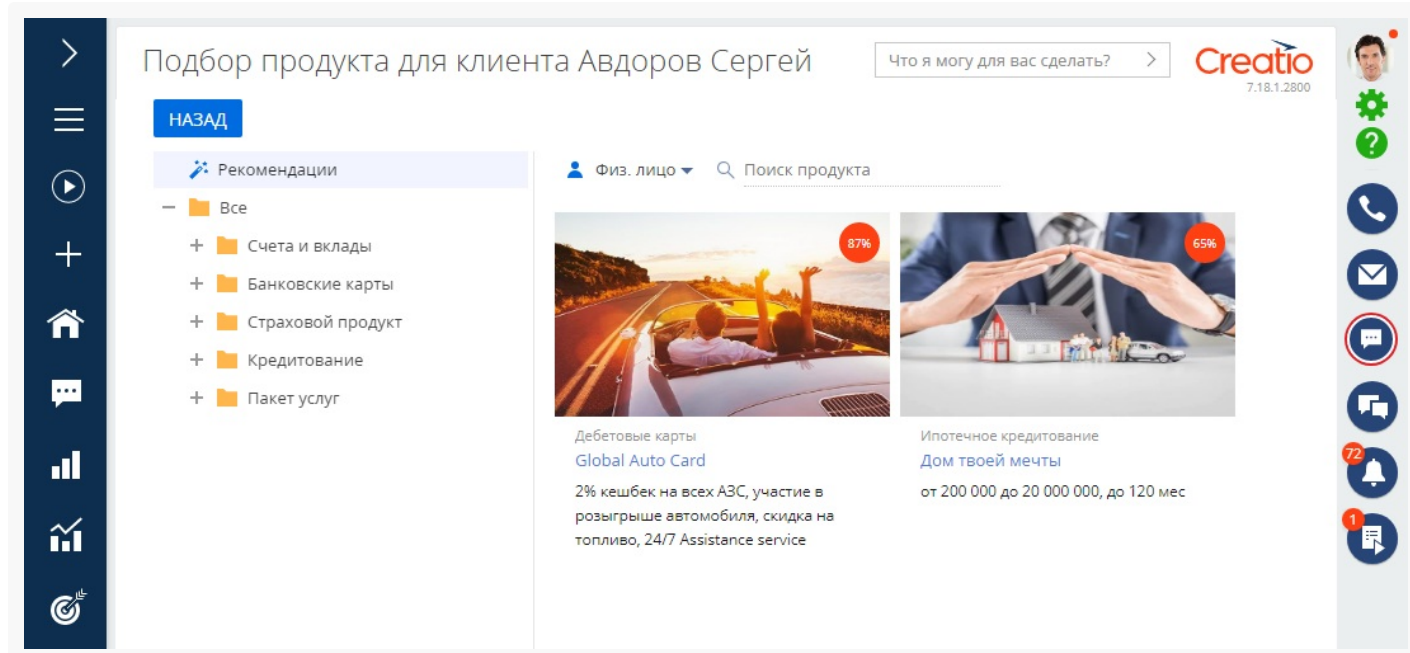 Подбор продукта для клиента Авдоров Сергей
Что я могу для вас сделать?
Creatio
7.18.1.2800
НАЗАД
Рекомендации
Физ. лицо
Поиск продукта
Все
Счета и вклады
Банковские карты
Страховой продукт
Кредитование
Пакет услуг
87%
65%
Дебетовые карты
Global Auto Card
2% кешбек на всех АЗС, участие в
розыгрыше автомобиля, скидка на
топливо, 24/7 Assistance service
Ипотечное кредитование
Дом твоей мечты
от 200 000 до 20 000 000, до 120 мес
72
1